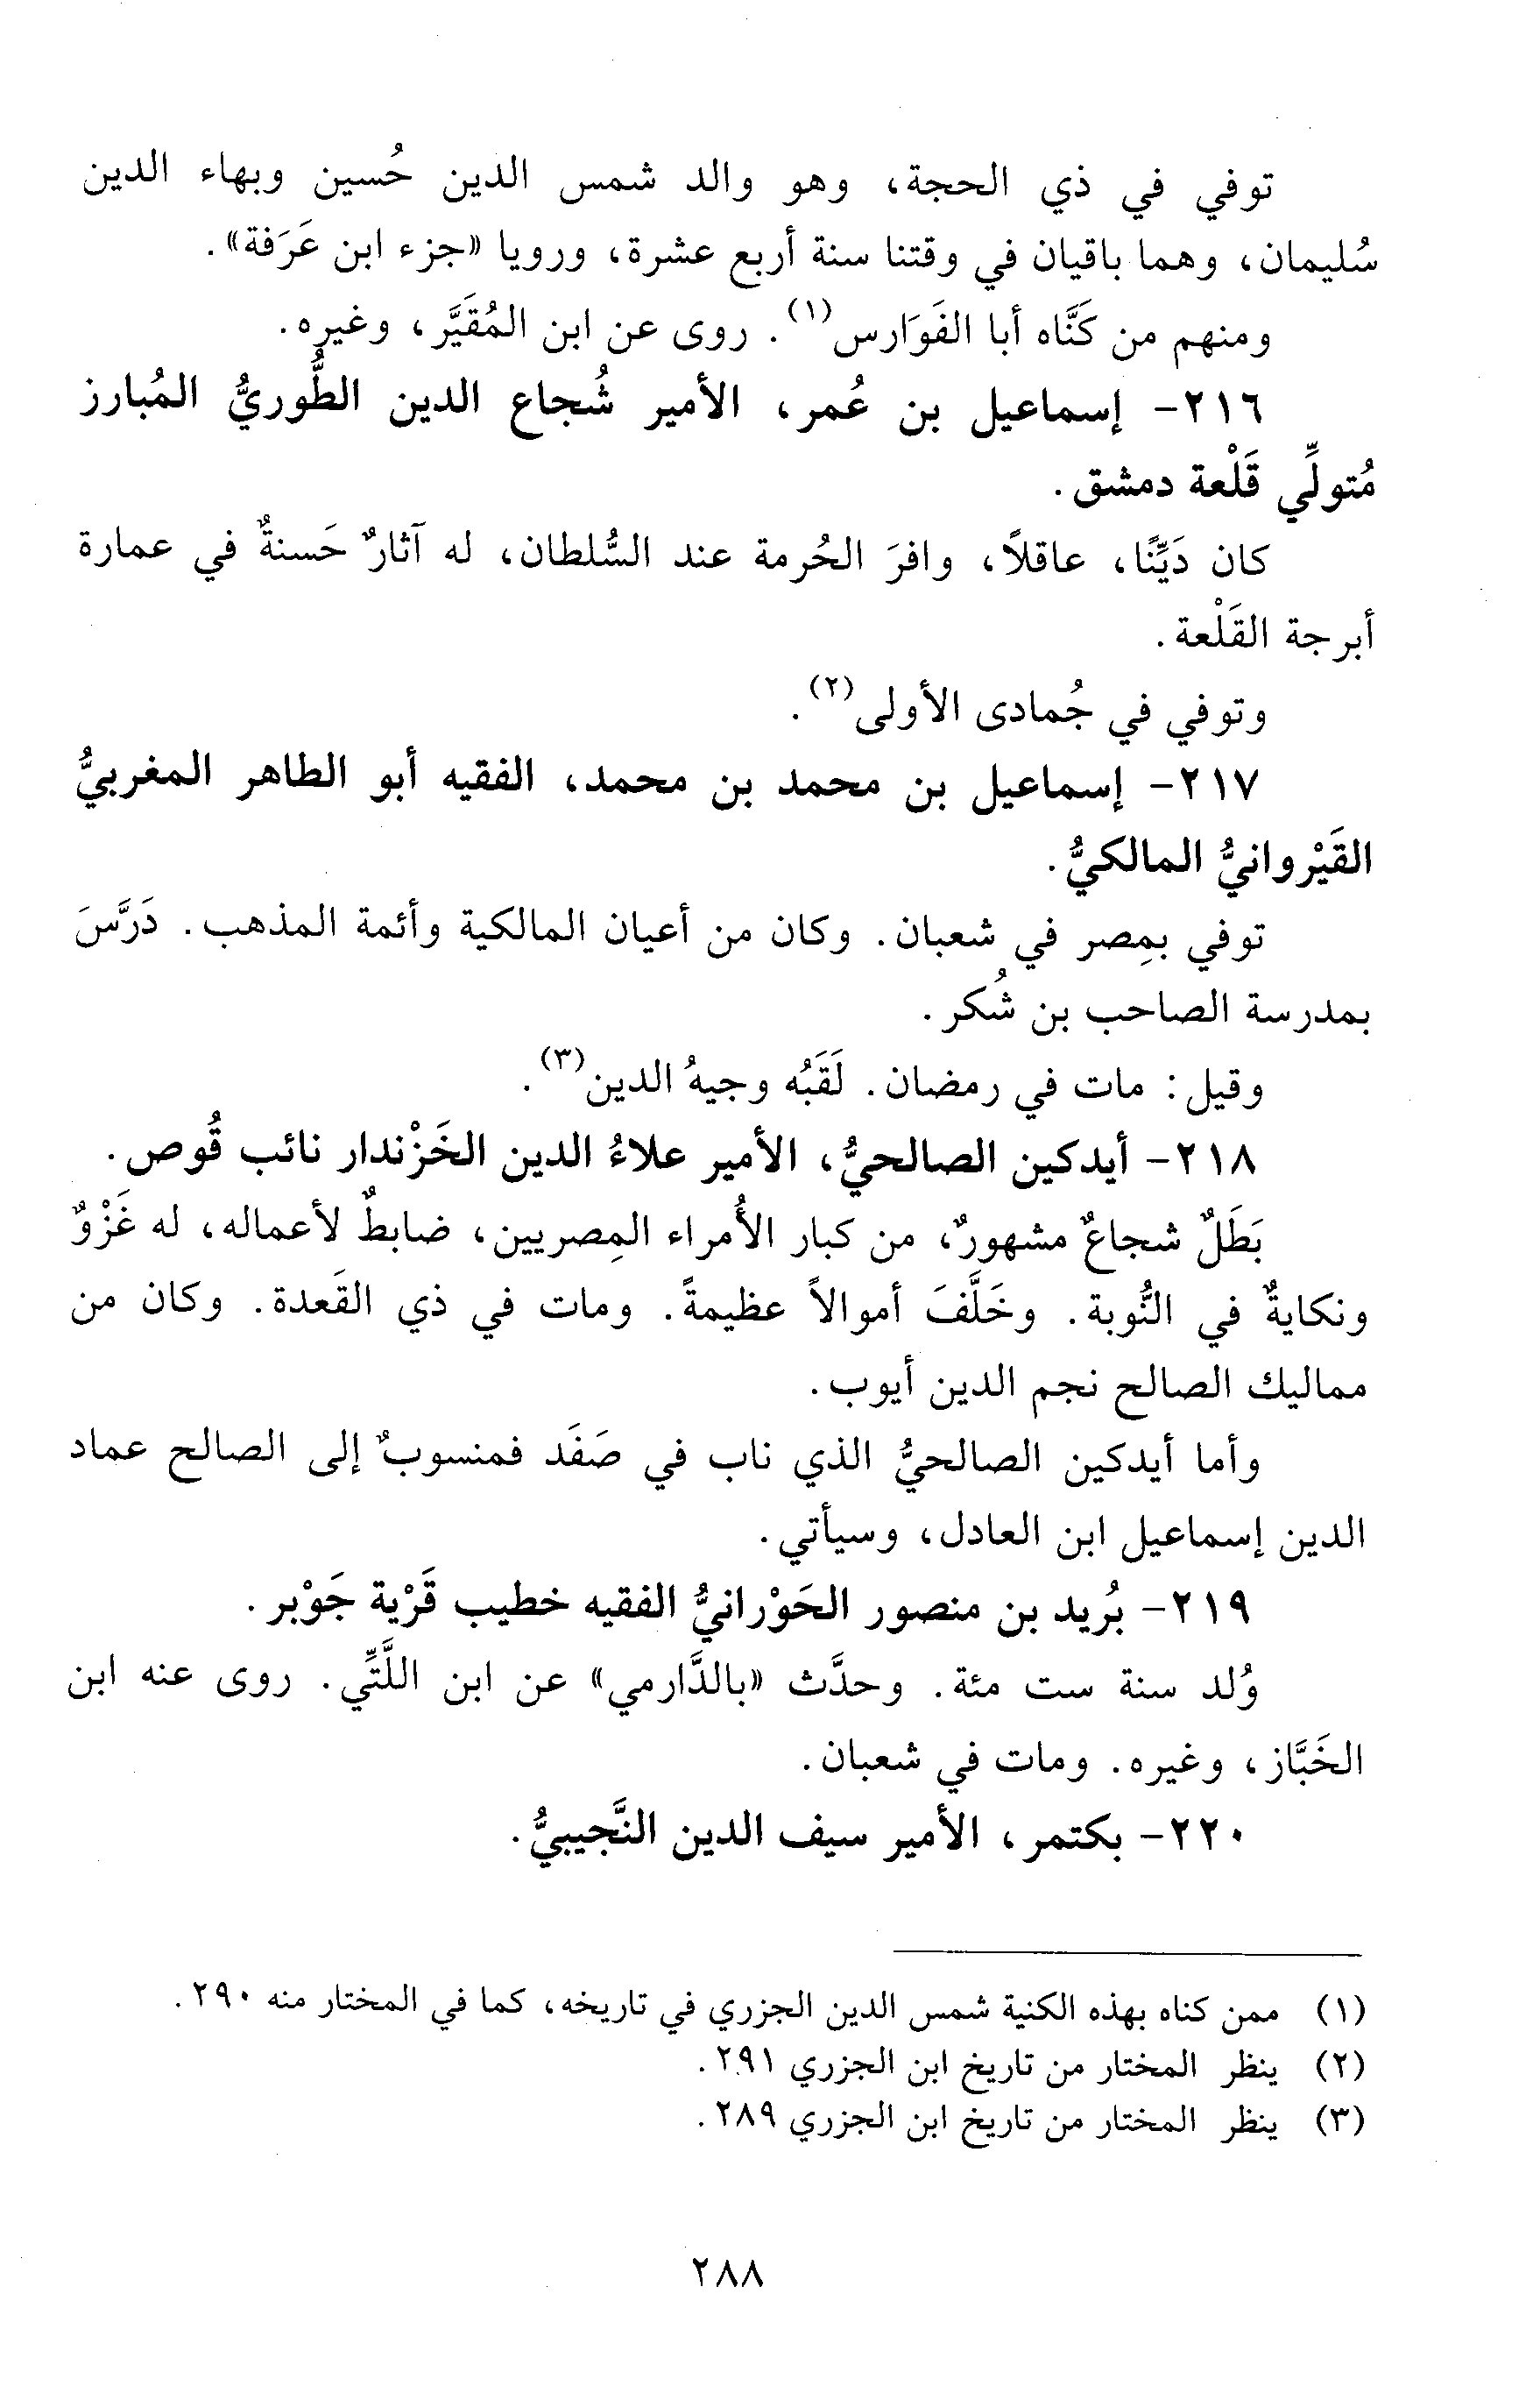 توفي في ذي الحجة، وهو والد شمس الدين حُسين وبهاء الدين
سُليمان، وهما باقيان في وقتنا سنة أربع عشرة، ورويا «جزء ابن عَرَفة».
ومنهم من كَنَّاه أبا الفَوَارس(١). روى عن ابن المُقَيَّر، وغيره.
٢١٦- إسماعيل بن عُمر، الأمير شُجاع الدين الطُّوريُّ المُبارز
مُتولِّي قَلْعة دمشق.
كان دَيِّنًا، عاقلاً، وافرَ الحُرمة عند السُّلطان، له آثارٌ حَسنةٌ في عمارة
أبرجة القَلْعة.
وتوفي في جُمادى الأولى(٢).
٢١٧- إسماعيل بن محمد بن محمد، الفقيه أبو الطاهر المغربيُّ
القَيْروانيُّ المالكيُّ.
توفي بمِصر في شعبان. وكان من أعيان المالكية وأئمة المذهب. دَرَّسَ
بمدرسة الصاحب بن شُكر.
وقيل: مات في رمضان. لَقَبُه وجيهُ الدين(٣).
٢١٨- أيدكين الصالحيُّ، الأمير علاءُ الدين الخَزْندار نائب قُوص.
بَطَلٌ شجاعٌ مشهورٌ، من كبار الأُمراء المِصريين، ضابطٌ لأعماله، له غَزْوٌ
ونكايةٌ في النُّوبة. وخَلَّفَ أموالاً عظيمةً. ومات في ذي القَعدة. وكان من
مماليك الصالح نجم الدين أيوب.
وأما أيدكين الصالحيُّ الذي ناب في صَفَد فمنسوبٌ إلى الصالح عماد
الدين إسماعيل ابن العادل، وسيأتي.
٢١٩- بُريد بن منصور الحَوْرانيُّ الفقيه خطيب قَرْية جَوْبر.
وُلد سنة ست مئة. وحدَّث «بالدَّارمي» عن ابن اللَّتِّي. روى عنه ابن
الخَبَّاز، وغيره. ومات في شعبان.
٢٢٠- بكتمر، الأمير سيف الدين النَّجيبيُّ.
(١) ممن كناه بهذه الكنية شمس الدين الجزري في تاريخه، كما في المختار منه ٢٩٠.
(٢) ينظر المختار من تاريخ ابن الجزري ٢٩١.
(٣) ينظر المختار من تاريخ ابن الجزري ٢٨٩.
٢٨٨